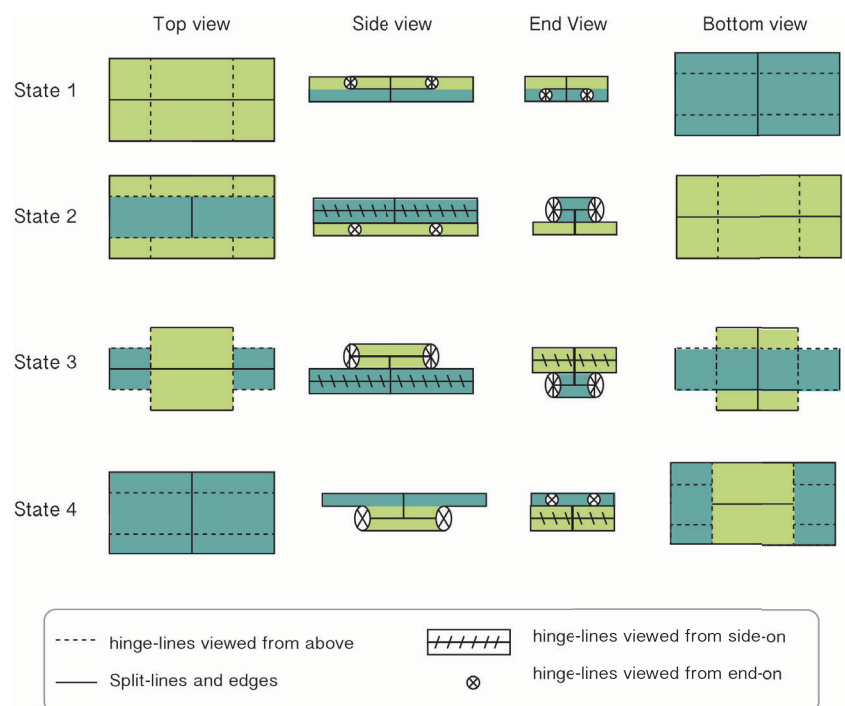 Top view
Side view
End View
Bottom view
State 1
State 2
State 3
State 4
hinge-lines viewed from above
hinge-lines viewed from side-on
Split-lines and edges
hinge-lines viewed from end-on